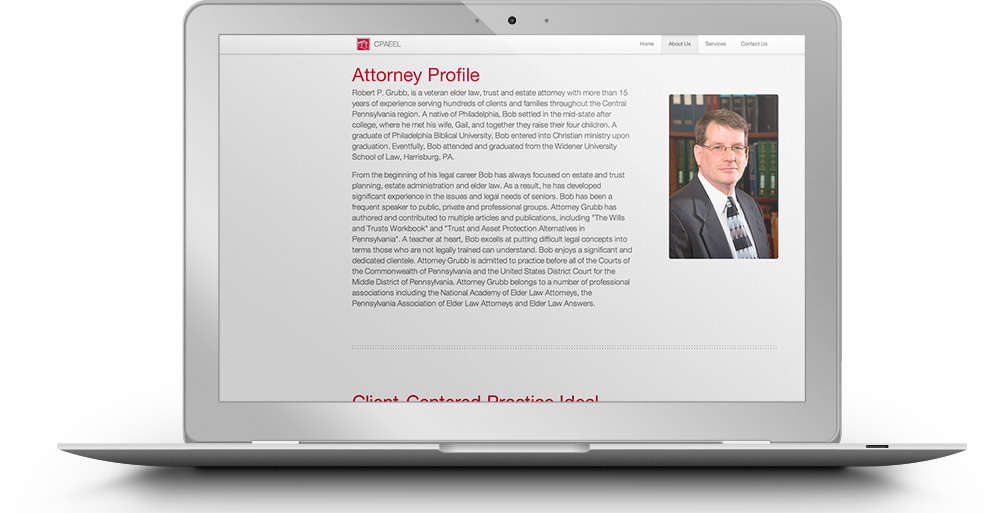 CPAEEL
Home About Us Services Contact Us
Attorney Profile
Robert P. Grubb, is a veteran elder law, trust and estate attorney with more than 15
years of experience serving hundreds of clients and families throughout the Central
Pennsylvania region. A native of Philadelphia, Bob settled in the mid-state after
college, where he met his wife, Gail, and together they raise their four children. A
graduate of Philadelphia Biblical University, Bob entered into Christian ministry upon
graduation. Eventfully, Bob attended and graduated from the Widener University
School of Law, Harrisburg, PA.
From the beginning of his legal career Bob has always focused on estate and trust
planning, estate administration and elder law. As a result, he has developed
significant experience in the issues and legal needs of seniors. Bob has been a
frequent speaker to public, private and professional groups. Attorney Grubb has
authored and contributed to multiple articles and publications, including "The Wills
and Trusts Workbook" and "Trust and Asset Protection Alternatives in
Pennsylvania". A teacher at heart, Bob excells at putting difficult legal concepts into
terms those who are not legally trained can understand. Bob enjoys a significant and
dedicated clientele. Attorney Grubb is admitted to practice before all of the Courts of
the Commonwealth of Pennsylvania and the United States District Court for the
Middle District of Pennsylvania. Attorney Grubb belongs to a number of professional
associations including the National Academy of Elder Law Attorneys, the
Pennsylvania Association of Elder Law Attorneys and Elder Law Answers.
Client-Centered Practice Ideal